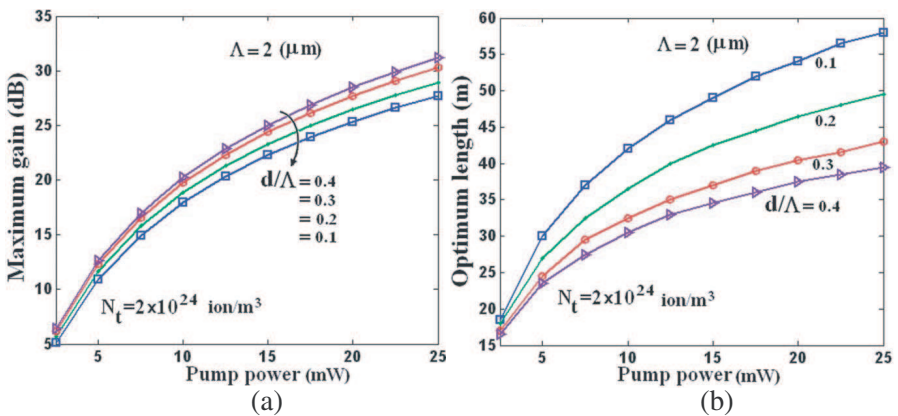 35
30
25
20
15
10
5
Maximum gain (dB)
Λ=2 (μm)
d/Λ = 0.4
= 0.3
= 0.2
= 0.1
N_t=2×10^24 ion/m^3
5 10 15 20 25
Pump power (mW)
(a)
60
55
50
45
40
35
30
25
20
15
Optimum length (m)
Λ=2 (μm)
0.1
0.2
0.3
d/Λ= 0.4
N_t=2×10^24 ion/m^3
5 10 15 20 25
Pump power (mW)
(b)